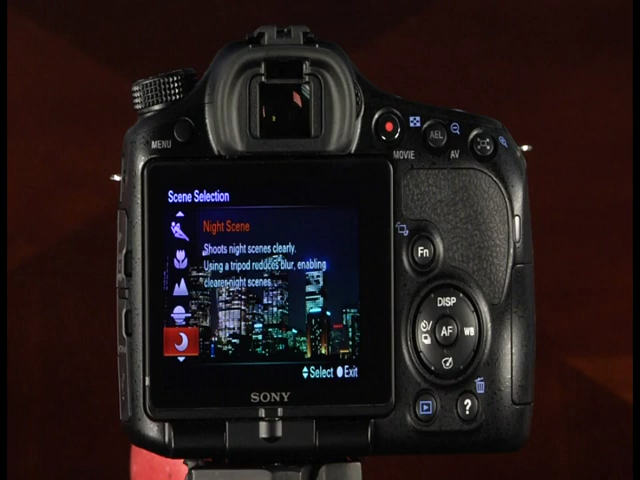 MENU
AEL
MOVIE
AV
Scene Selection
Night Scene
Shoots night scenes clearly.
Using a tripod reduces blur, enabling
clearer night scenes.
Select Exit
SONY
Fn
DISP
AF
WB
?